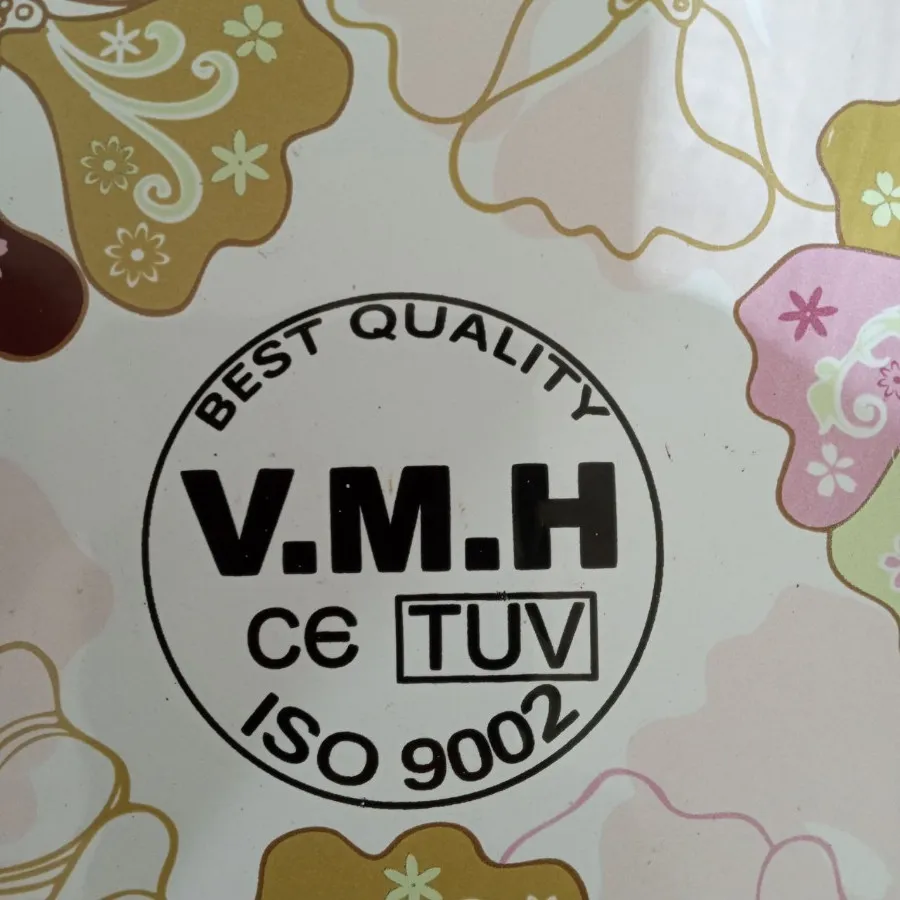 BEST QUALITY
V.M.H
CE TUV
ISO 9002